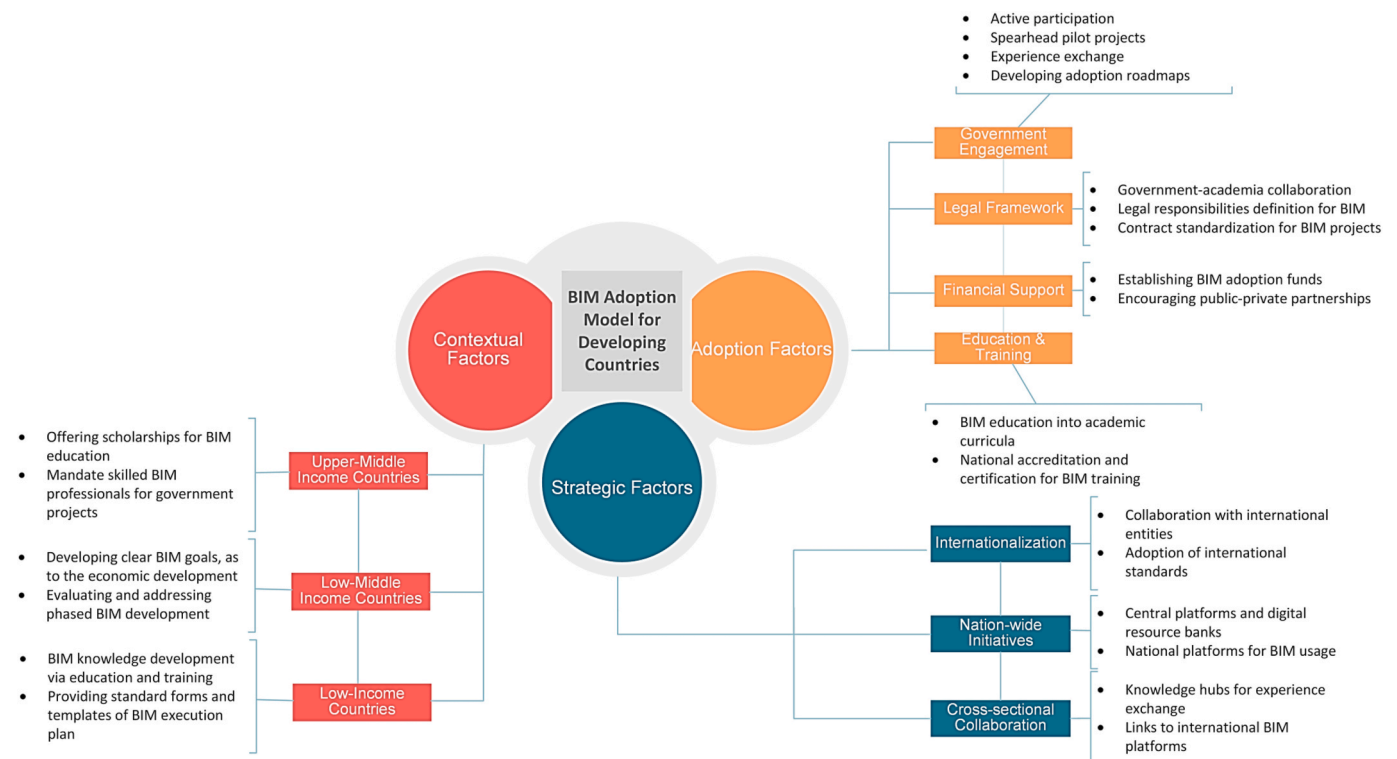 • Active participation
• Spearhead pilot projects
• Experience exchange
• Developing adoption roadmaps
Government
Engagement
Legal Framework
• Government-academia collaboration
• Legal responsibilities definition for BIM
• Contract standardization for BIM projects
Financial Support
• Establishing BIM adoption funds
• Encouraging public-private partnerships
Education &
Training
• BIM education into academic
curricula
• National accreditation and
certification for BIM training
BIM Adoption
Model for
Developing
Countries
Contextual
Factors
Adoption Factors
Strategic Factors
• Offering scholarships for BIM
education
• Mandate skilled BIM
professionals for government
projects
Upper-Middle
Income Countries
• Developing clear BIM goals, as
to the economic development
• Evaluating and addressing
phased BIM development
Low-Middle
Income Countries
• BIM knowledge development
via education and training
• Providing standard forms and
templates of BIM execution
plan
Low-Income
Countries
Internationalization
• Collaboration with international
entities
• Adoption of international
standards
Nation-wide
Initiatives
• Central platforms and digital
resource banks
• National platforms for BIM usage
Cross-sectional
Collaboration
• Knowledge hubs for experience
exchange
• Links to international BIM
platforms